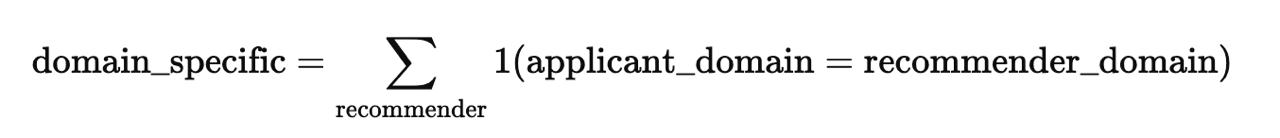 domain_specific = ∑ 1(applicant_domain = recommender_domain)
recommender